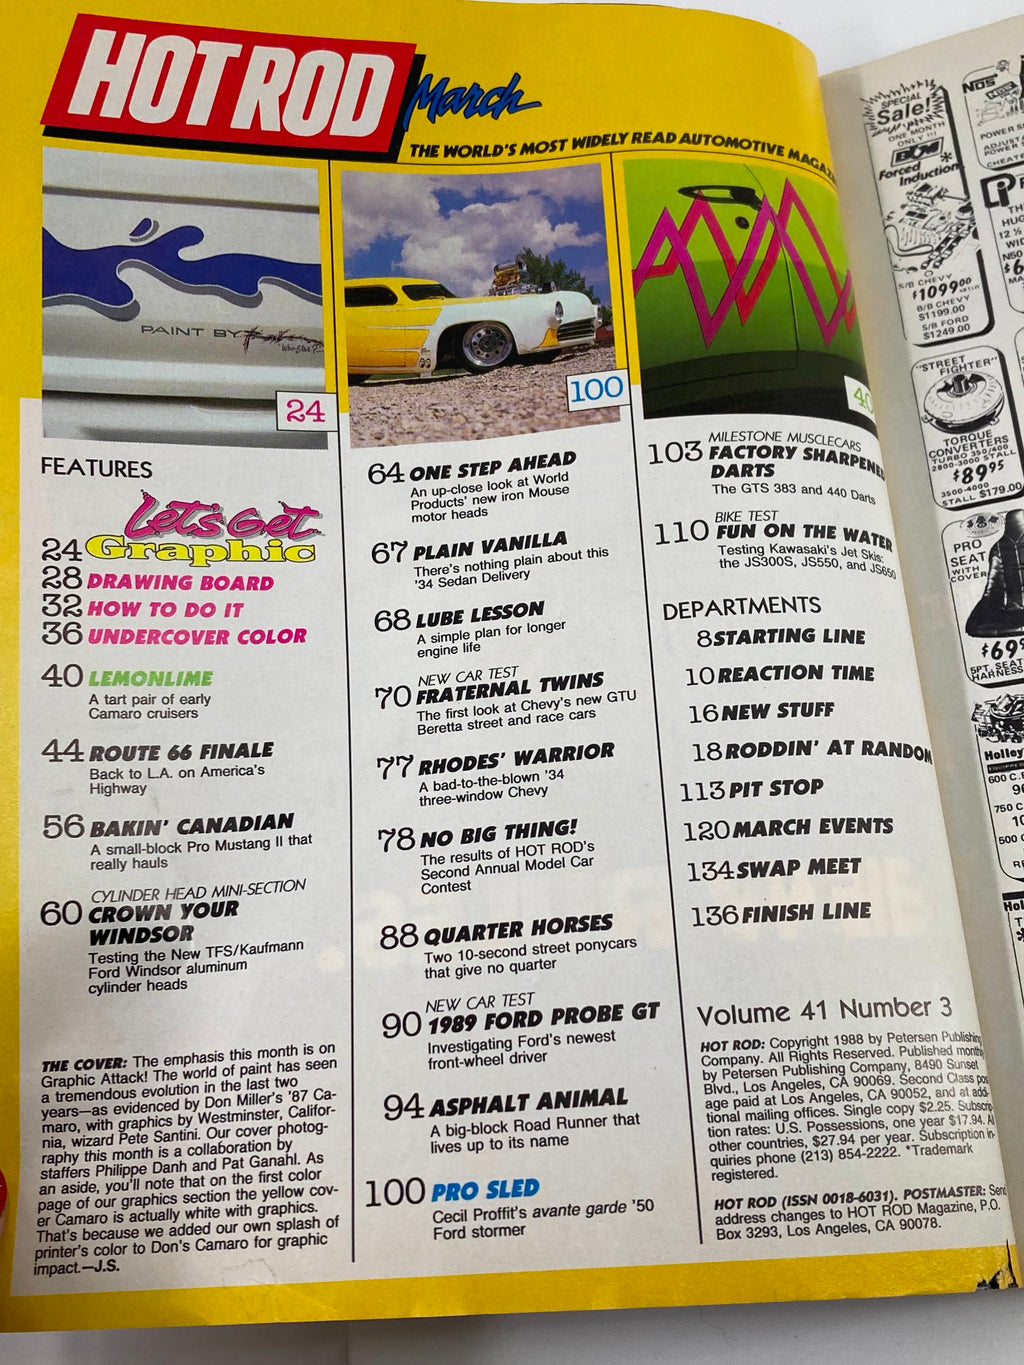 HOT ROD
March
THE WORLD'S MOST WIDELY READ AUTOMOTIVE
PAINT BY
24
100
FEATURES
Let's Get
24 Graphic
28 DRAWING BOARD
32 HOW TO DO IT
36 UNDERCOVER COLOR
40 LEMONLIME
A tart pair of early
Camaro cruisers
44 ROUTE 66 FINALE
Back to L.A. on America's
Highway
56 BAKIN' CANADIAN
A small-block Pro Mustang II that
really hauls
CYLINDER HEAD MINI-SECTION
60 CROWN YOUR
WINDSOR
Testing the New TFS/Kaufmann
Ford Windsor aluminum
cylinder heads
THE COVER: The emphasis this month is on
Graphic Attack! The world of paint has seen
a tremendous evolution in the last two
years—as evidenced by Don Miller's '87 Ca-
maro, with graphics by Westminster, Califor-
nia, wizard Pete Santini. Our cover photog-
raphy this month is a collaboration by
staffers Philippe Danh and Pat Ganahl. As
an aside, you'll note that on the first color
page of our graphics section the yellow cov-
er Camaro is actually white with graphics.
That's because we added our own splash of
printer's color to Don's Camaro for graphic
impact.—J.S.
64 ONE STEP AHEAD
An up-close look at World
Products' new iron Mouse
motor heads
67 PLAIN VANILLA
There's nothing plain about this
'34 Sedan Delivery
68 LUBE LESSON
A simple plan for longer
engine life
NEW CAR TEST
70 FRATERNAL TWINS
The first look at Chevy's new GTU
Beretta street and race cars
77 RHODES' WARRIOR
A bad-to-the-blown '34
three-window Chevy
78 NO BIG THING!
The results of HOT ROD's
Second Annual Model Car
Contest
88 QUARTER HORSES
Two 10-second street ponycars
that give no quarter
NEW CAR TEST
90 1989 FORD PROBE GT
Investigating Ford's newest
front-wheel driver
94 ASPHALT ANIMAL
A big-block Road Runner that
lives up to its name
100 PRO SLED
Cecil Proffit's avante garde '50
Ford stormer
MILESTONE MUSCLECARS
103 FACTORY SHARPENE
DARTS
The GTS 383 and 440 Darts
BIKE TEST
110 FUN ON THE WATER
Testing Kawasaki's Jet Skis:
the JS300S, JS550, and JS650
DEPARTMENTS
8 STARTING LINE
10 REACTION TIME
16 NEW STUFF
18 RODDIN' AT RANDOM
113 PIT STOP
120 MARCH EVENTS
134 SWAP MEET
136 FINISH LINE
Volume 41 Number 3
HOT ROD: Copyright 1988 by Petersen Publishing
Company. All Rights Reserved. Published monthly
by Petersen Publishing Company, 8490 Sunset
Blvd., Los Angeles, CA 90069. Second Class pos
age paid at Los Angeles, CA 90052, and at addi
tional mailing offices. Single copy $2.25. Subscrip
tion rates: U.S. Possessions, one year $17.94. Al
other countries, $27.94 per year. Subscription in-
quiries phone (213) 854-2222. *Trademark
registered.
HOT ROD (ISSN 0018-6031). POSTMASTER: Sen
address changes to HOT ROD Magazine, P.O.
Box 3293, Los Angeles, CA 90078.
SPECIAL
Sale!
ONE MONTH
ONLY !!!
B&M
Forced
Induction
S/B CHEVY
$1099.00
B/B CHEVY
$1199.00
S/B FORD
$1249.00
"STREET
FIGHTER"
TORQUE
CONVERTERS
TURBO 350/400
2800-3000 STALL
$89.95
3500-4000
STALL $179.00
PRO
SEAT
WITH
COVER
NOS
Holley